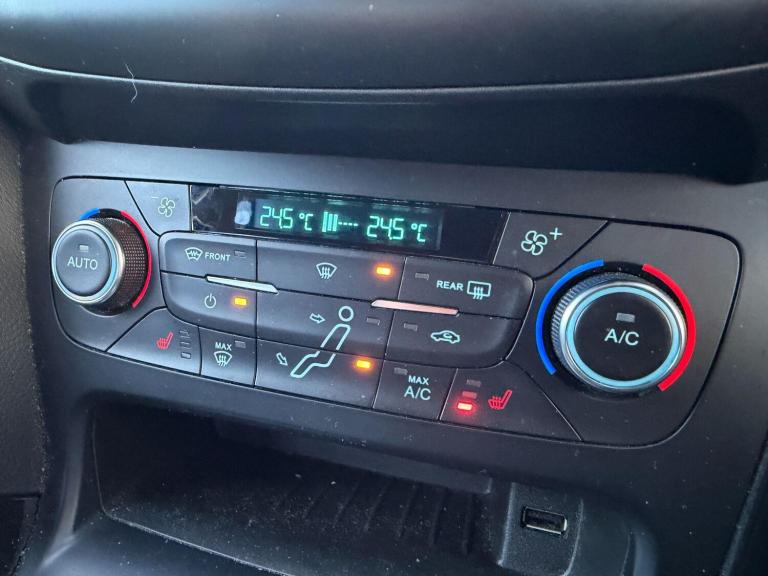 24.5 °C 24.5 °C
AUTO
FRONT
REAR
A/C
MAX
MAX
A/C